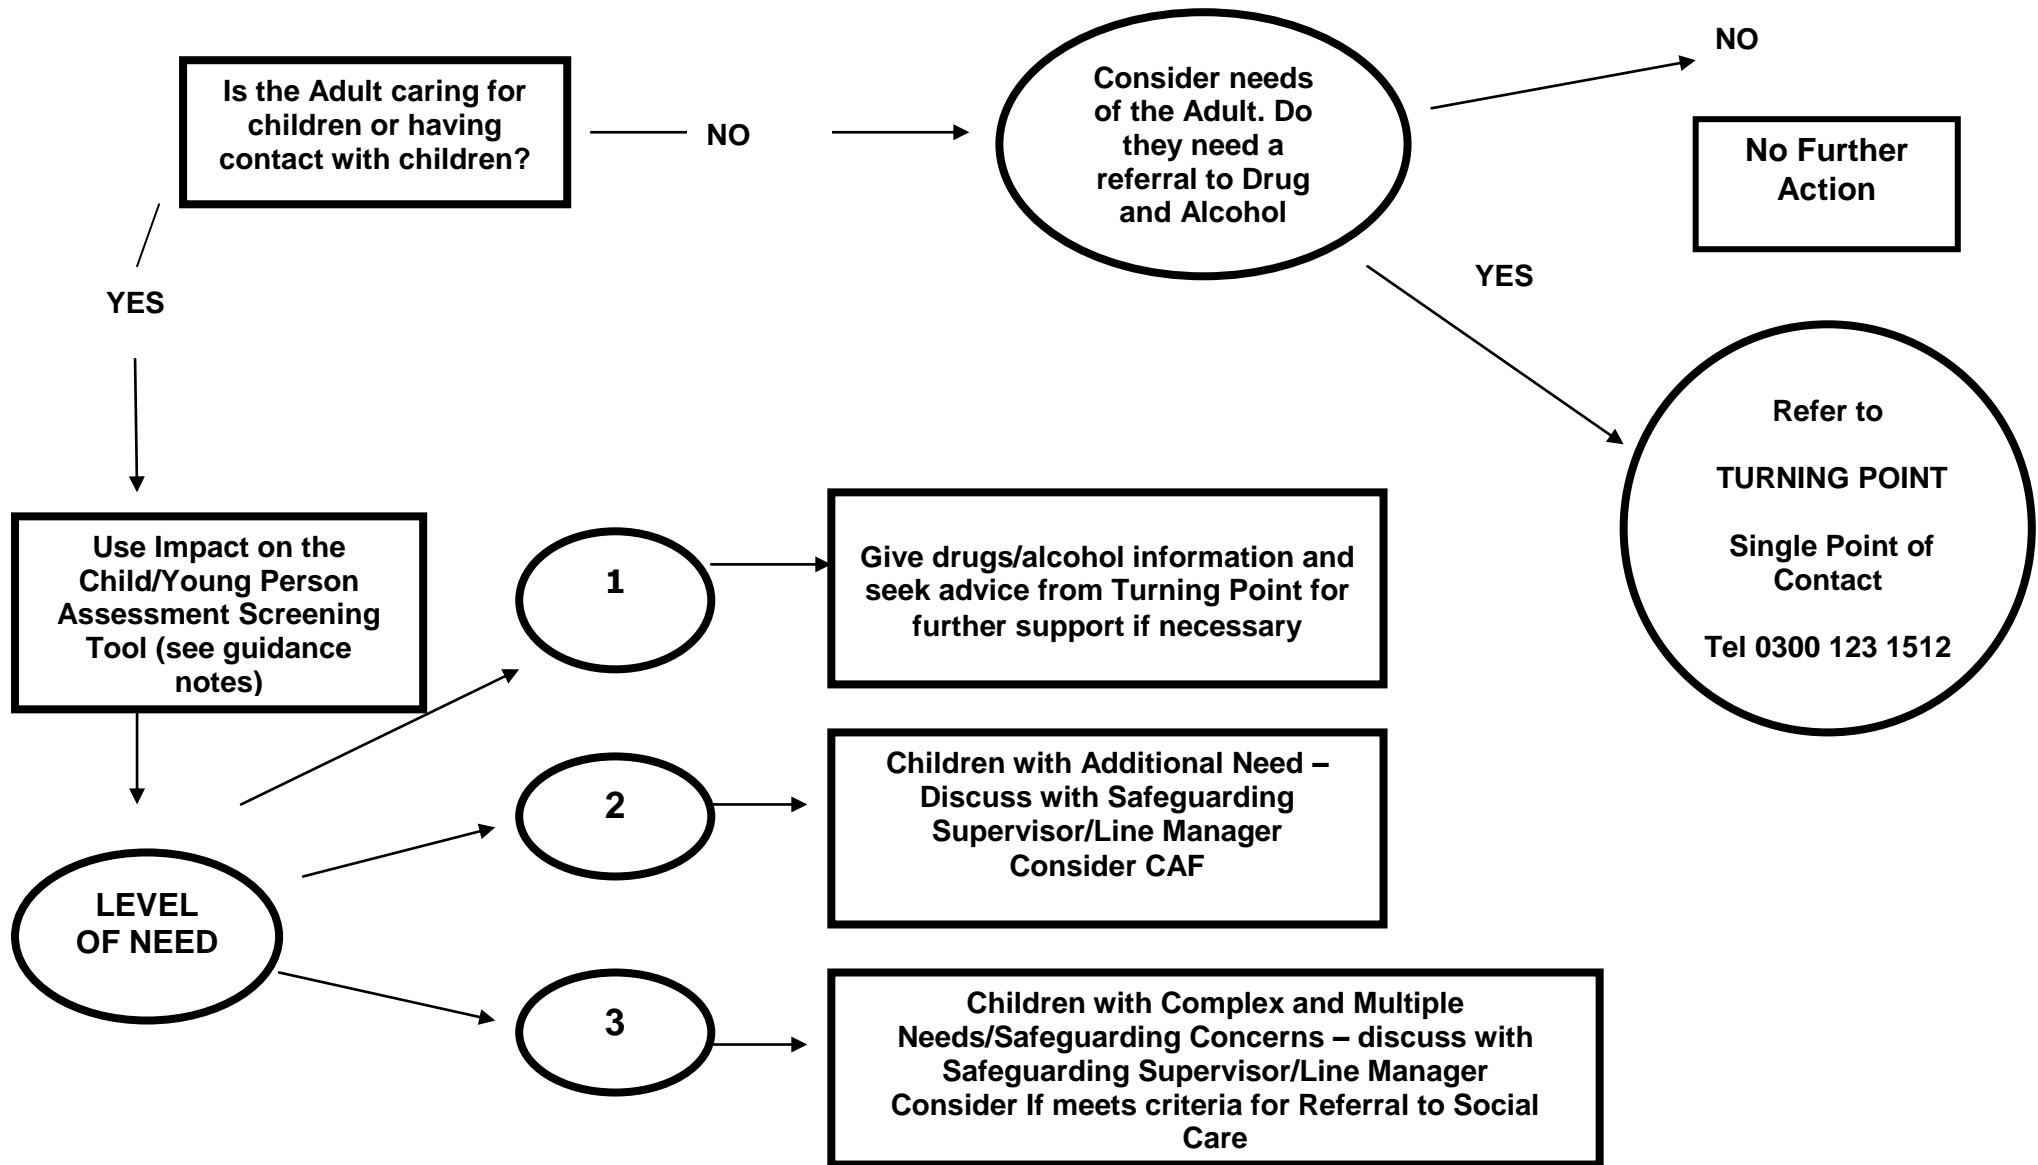 Is the Adult caring for
children or having
contact with children?
NO
Consider needs
of the Adult. Do
they need a
referral to Drug
and Alcohol
NO
No Further
Action
YES
Refer to
TURNING POINT
Single Point of
Contact
Tel 0300 123 1512
YES
Use Impact on the
Child/Young Person
Assessment Screening
Tool (see guidance
notes)
LEVEL
OF NEED
1
Give drugs/alcohol information and
seek advice from Turning Point for
further support if necessary
2
Children with Additional Need –
Discuss with Safeguarding
Supervisor/Line Manager
Consider CAF
3
Children with Complex and Multiple
Needs/Safeguarding Concerns – discuss with
Safeguarding Supervisor/Line Manager
Consider If meets criteria for Referral to Social
Care